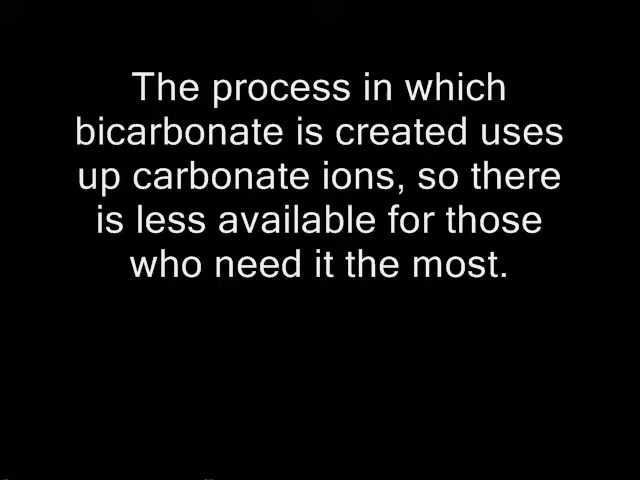 The process in which
bicarbonate is created uses
up carbonate ions, so there
is less available for those
who need it the most.